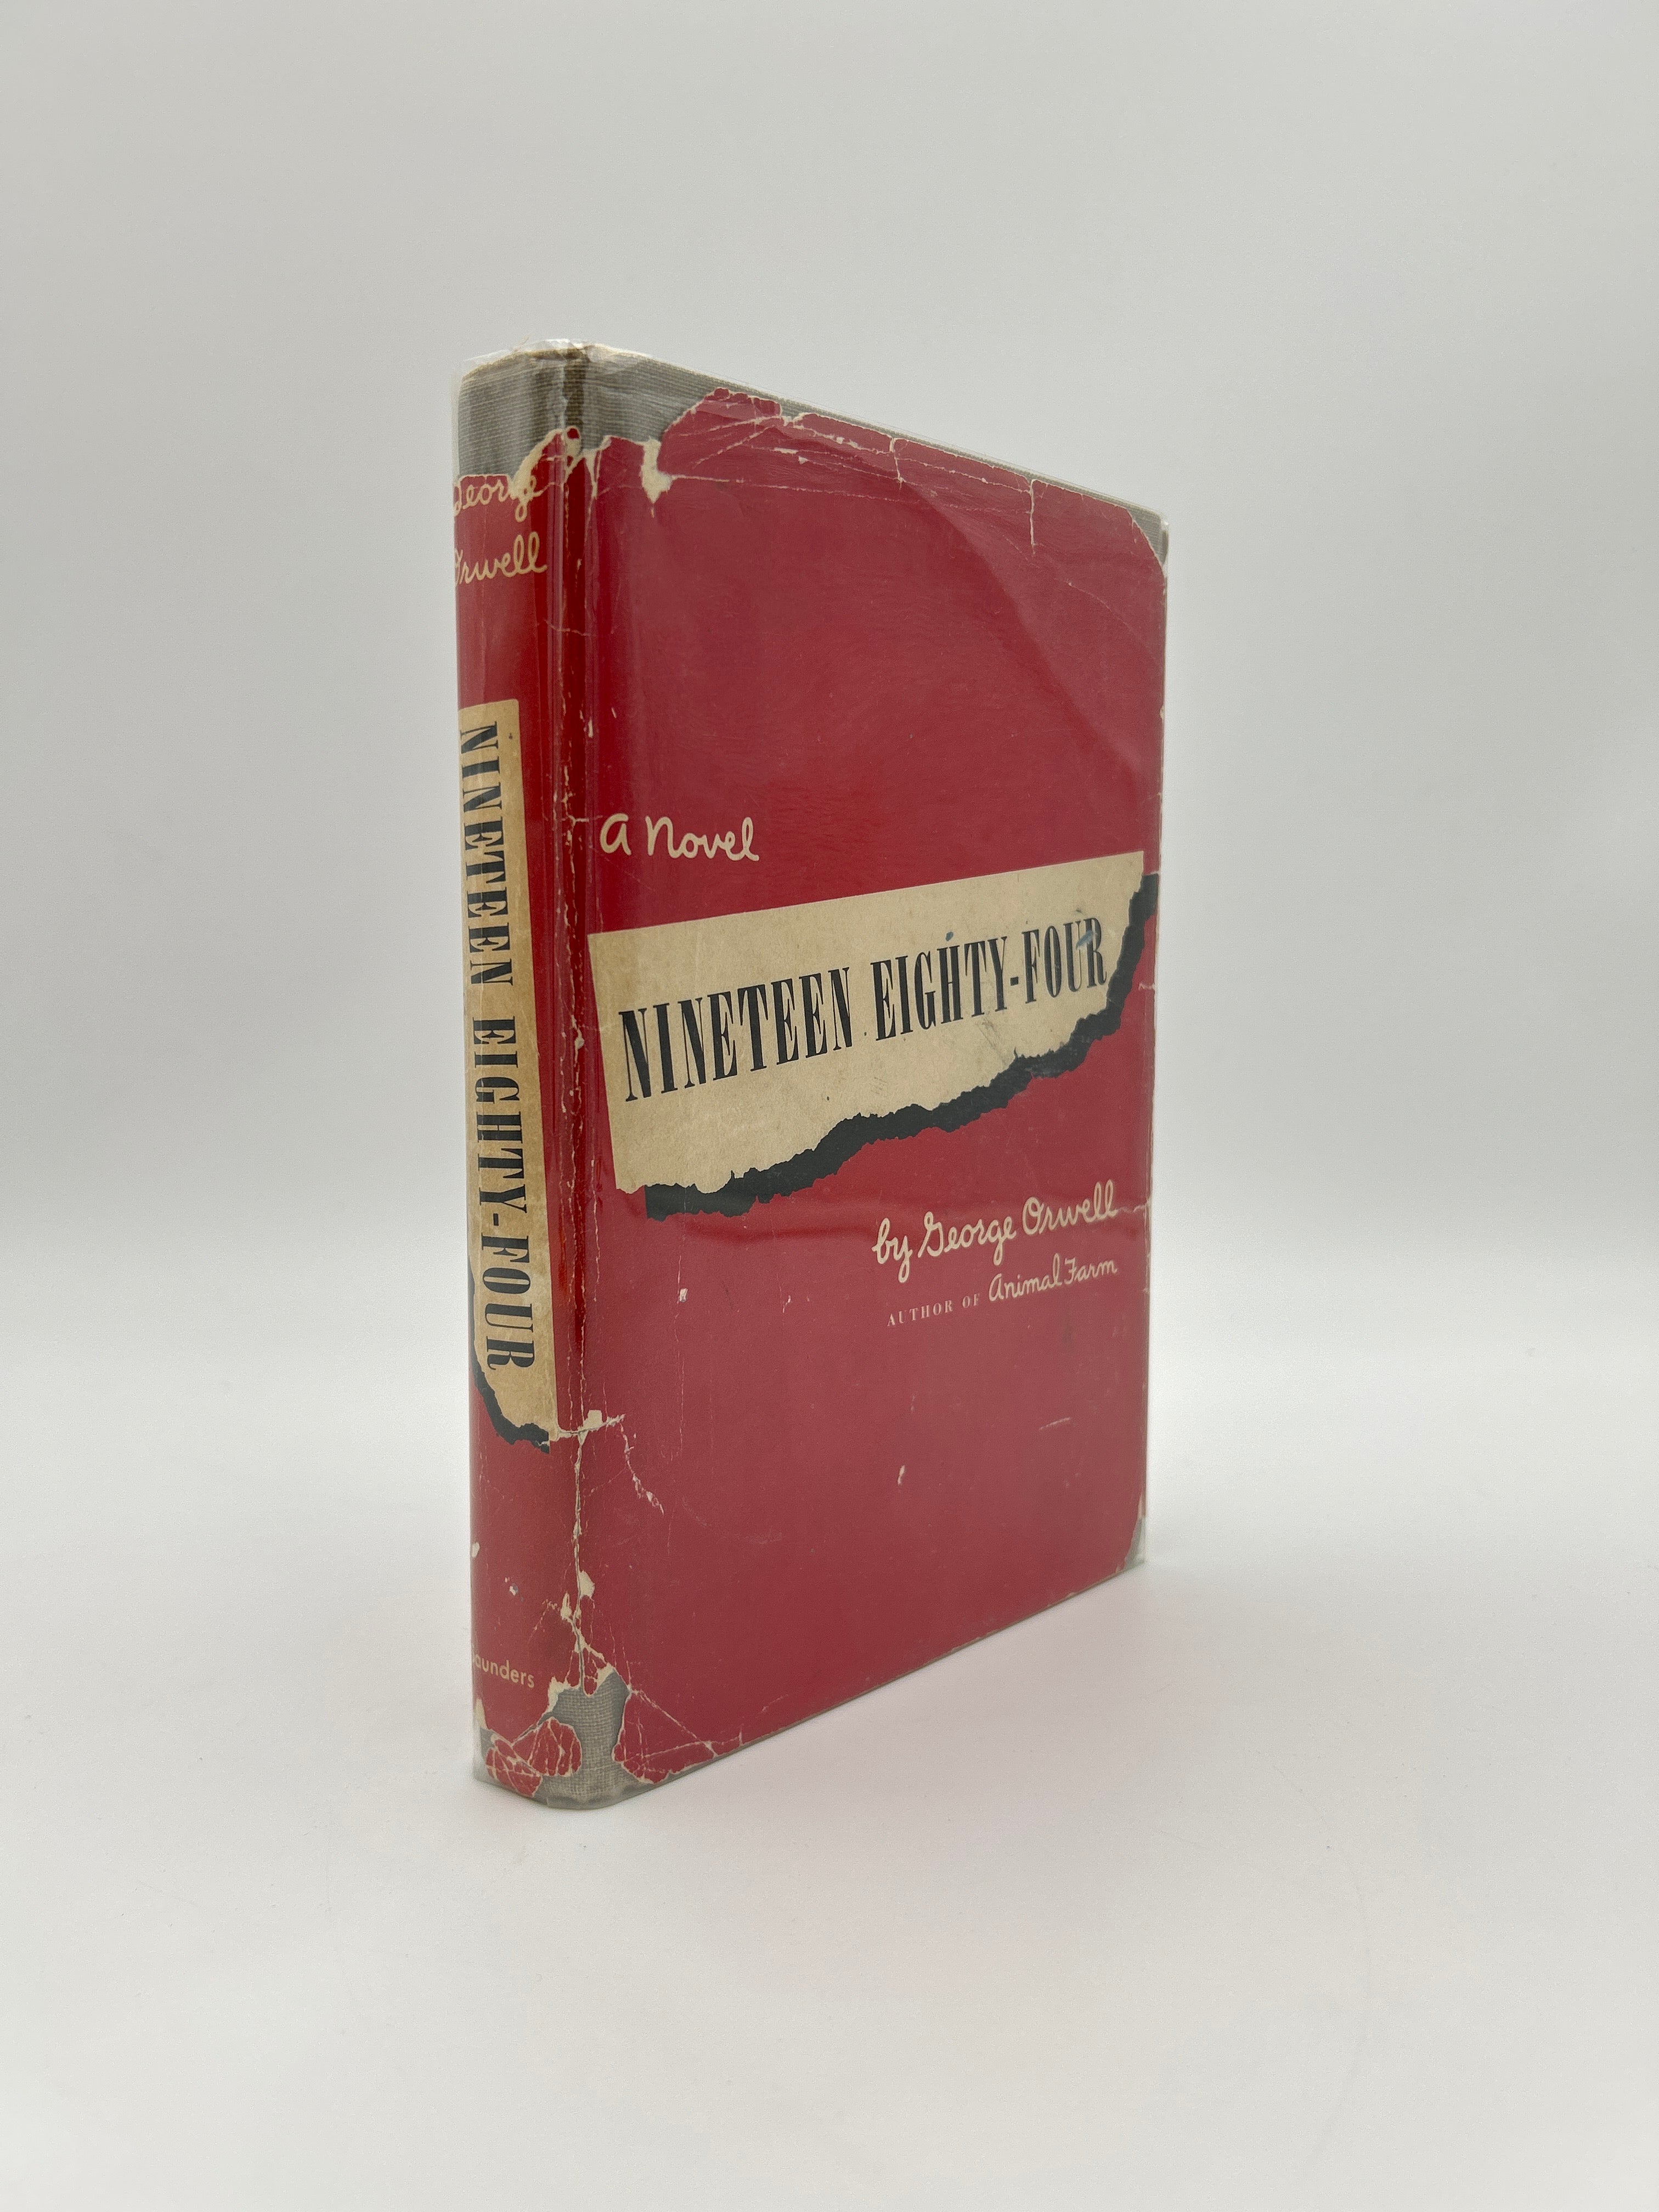 George
Orwell
NINETEEN EIGHTY-FOUR
Saunders
A Novel
NINETEEN EIGHTY-FOUR
by George Orwell
AUTHOR OF Animal Farm